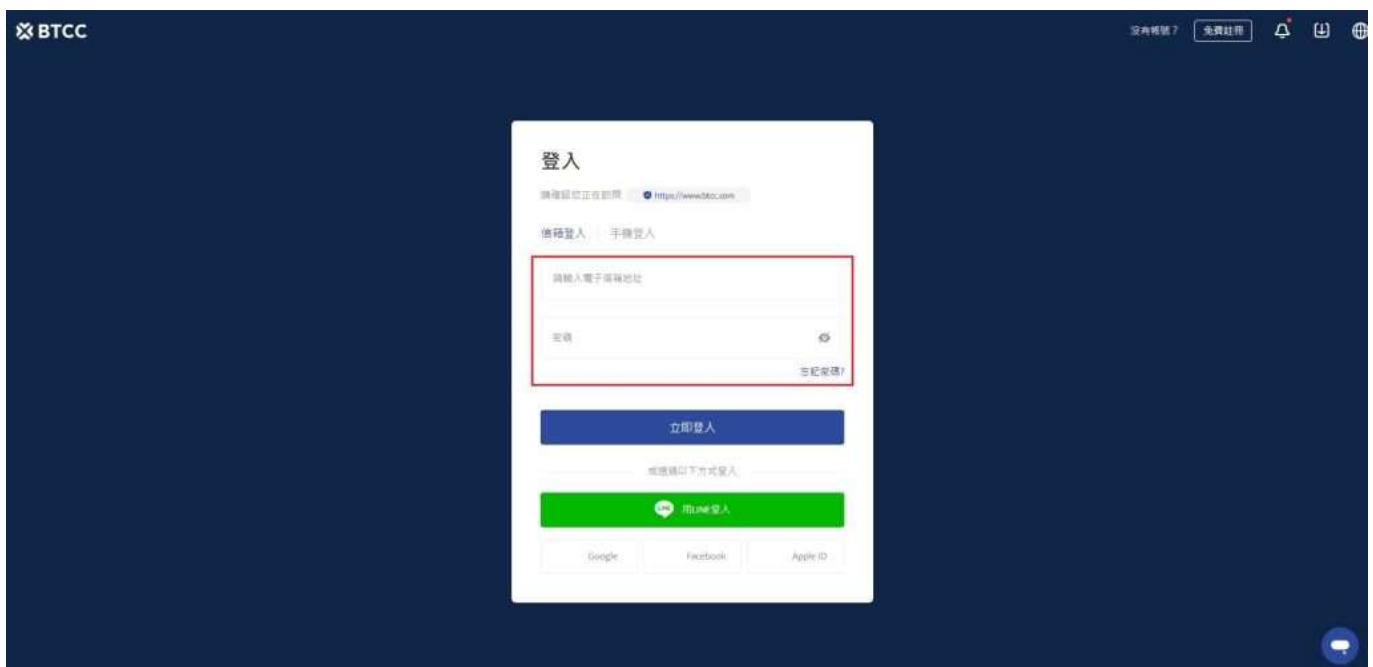 BTCC
沒有帳號？ 免費註冊
登入
請確認您正在訪問 https://www.btcc.com
信箱登入 手機登入
請輸入電子信箱地址
密碼
忘記密碼?
立即登入
或透過以下方式登入
LINE 用LINE登入
Google Facebook Apple ID